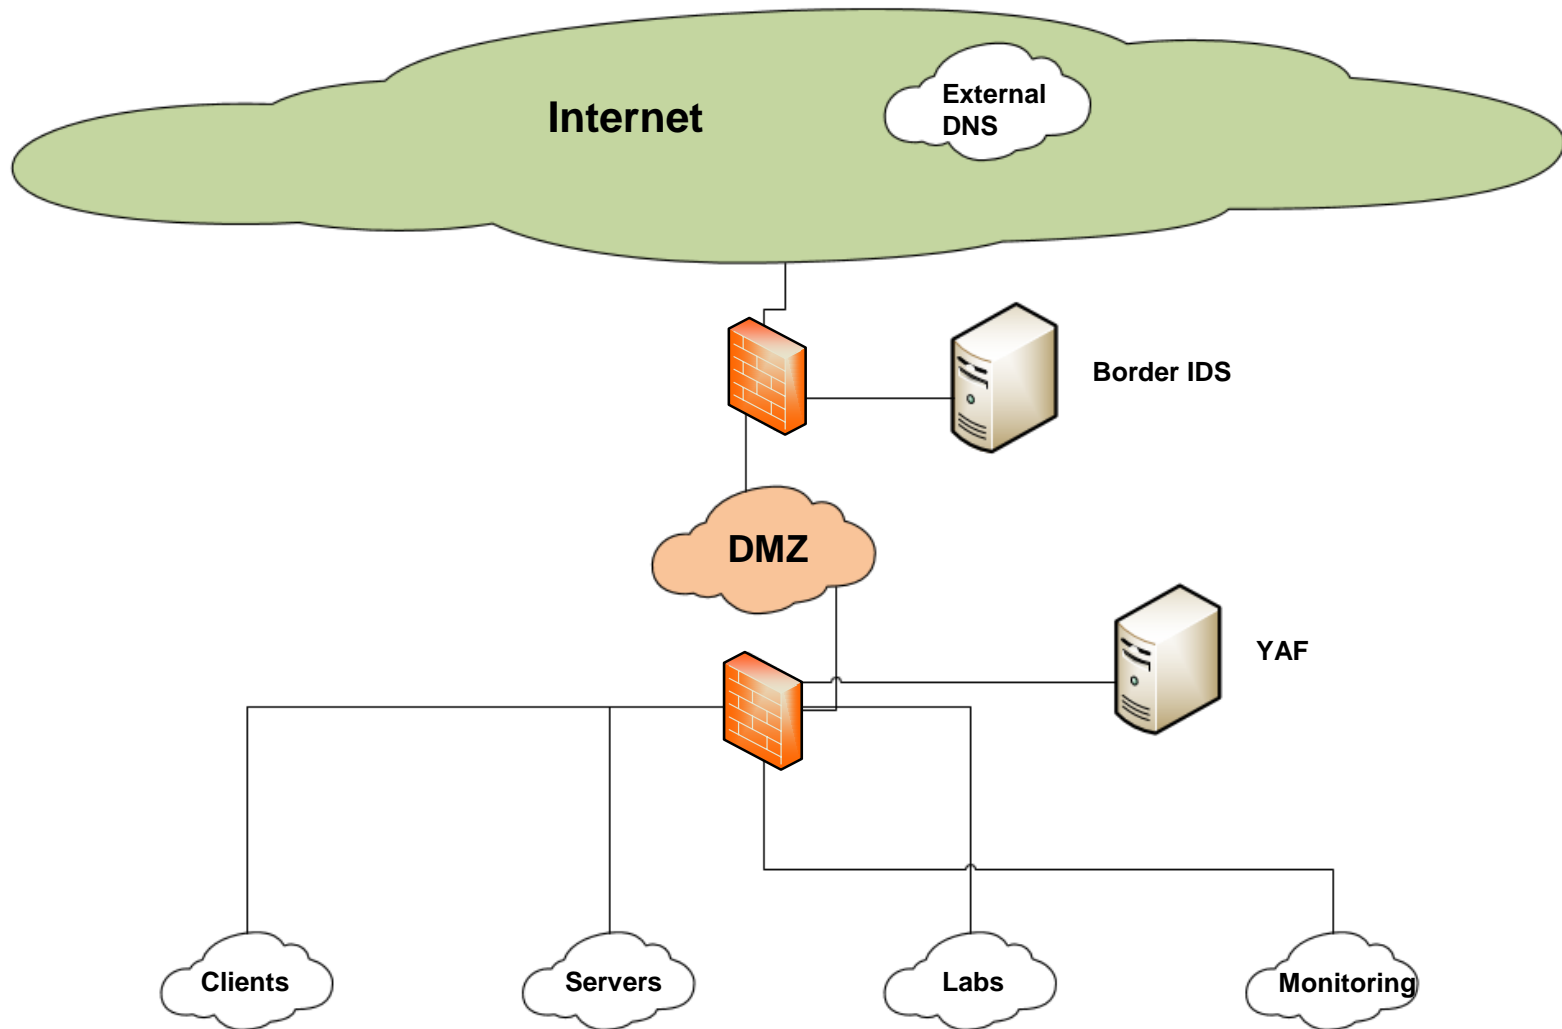 Internet
External
DNS
Border IDS
DMZ
YAF
Clients
Servers
Labs
Monitoring